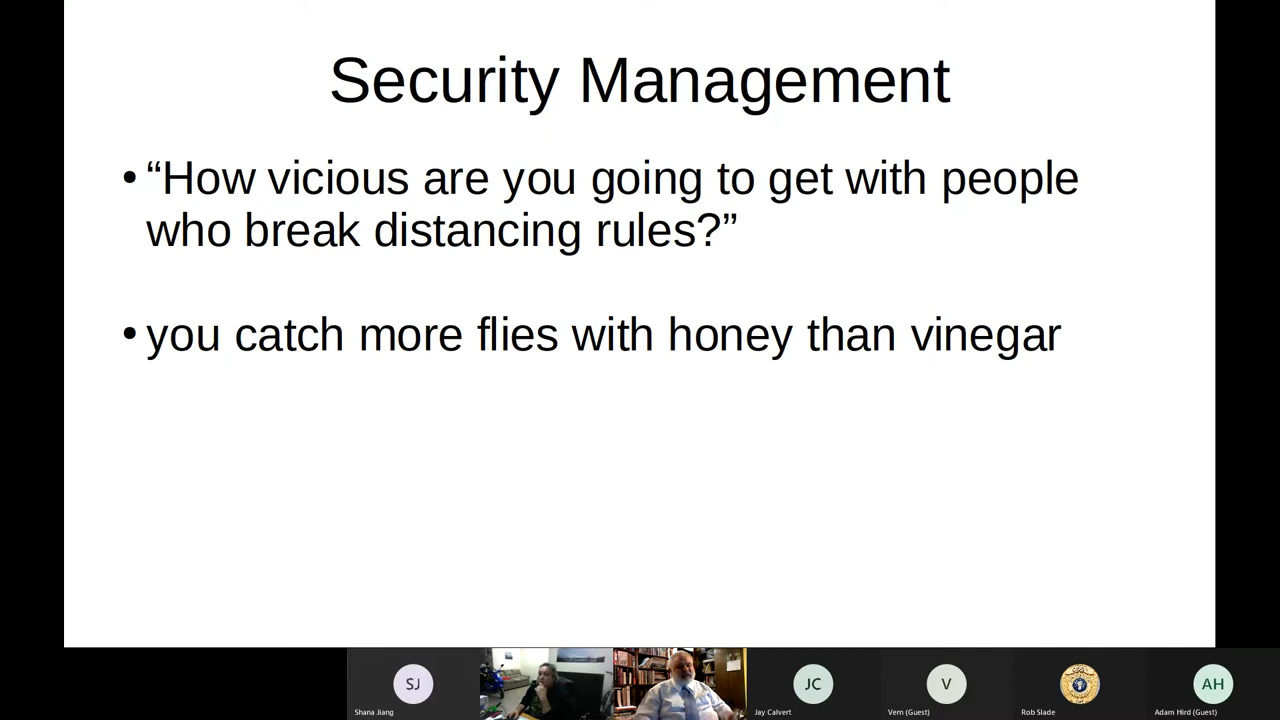 Security Management
• “How vicious are you going to get with people
who break distancing rules?”
• you catch more flies with honey than vinegar
SJ
Shana Jiang
JC
Jay Calvert
V
Vern (Guest)
Rob Slade
AH
Adam Hird (Guest)